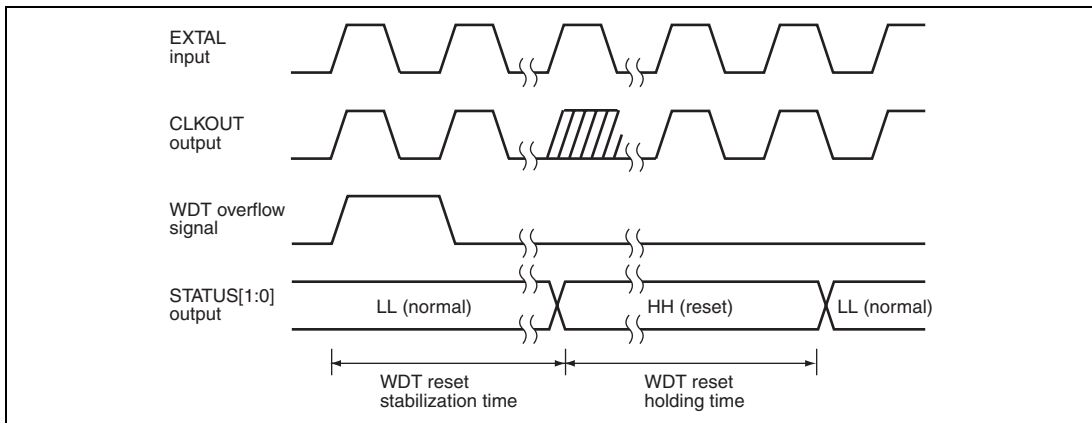 EXTAL
input
CLKOUT
output
WDT overflow
signal
STATUS[1:0]
output
LL (normal)
HH (reset)
LL (normal)
WDT reset
stabilization time
WDT reset
holding time